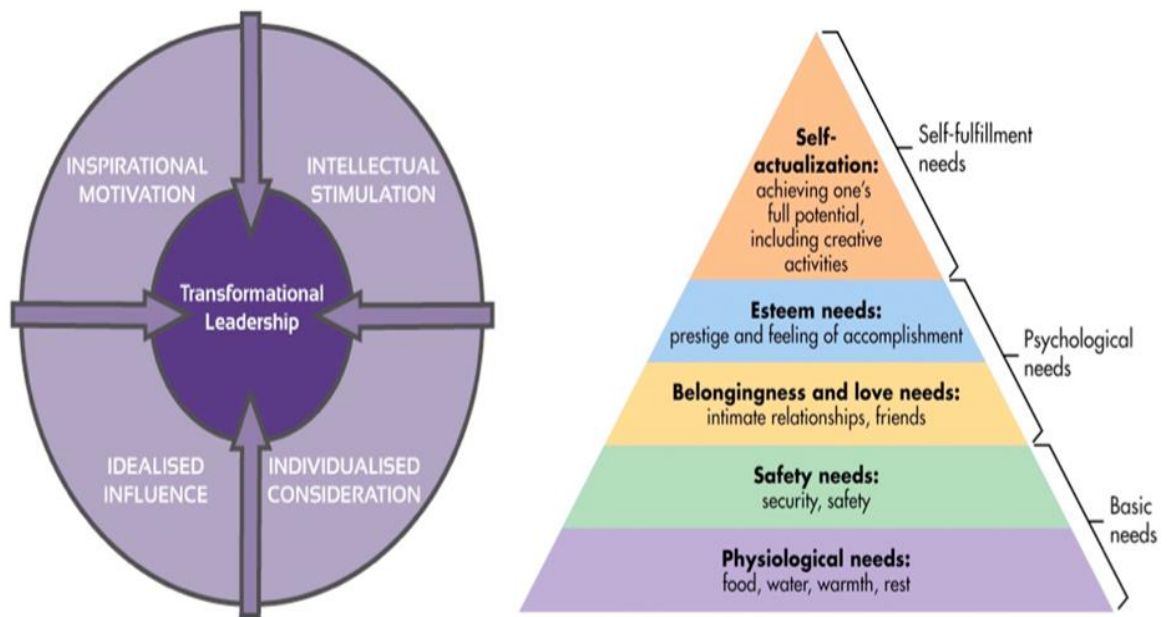 INSPIRATIONAL
MOTIVATION
INTELLECTUAL
STIMULATION
Transformational
Leadership
IDEALISED
INFLUENCE
INDIVIDUALISED
CONSIDERATION
Self-
actualization:
achieving one's
full potential,
including creative
activities
Self-fulfillment
needs
Esteem needs:
prestige and feeling of accomplishment
Psychological
needs
Belongingness and love needs:
intimate relationships, friends
Safety needs:
security, safety
Basic
needs
Physiological needs:
food, water, warmth, rest